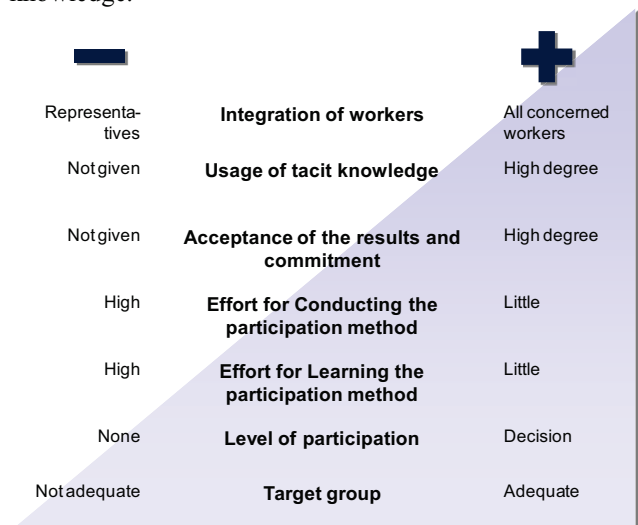 knowledge.
Representa- Integration of workers All concerned
tives workers
Not given Usage of tacit knowledge High degree
Not given Acceptance of the results and High degree
commitment
High Effort for Conducting the Little
participation method
High Effort for Learning the Little
participation method
None Level of participation Decision
Not adequate Target group Adequate